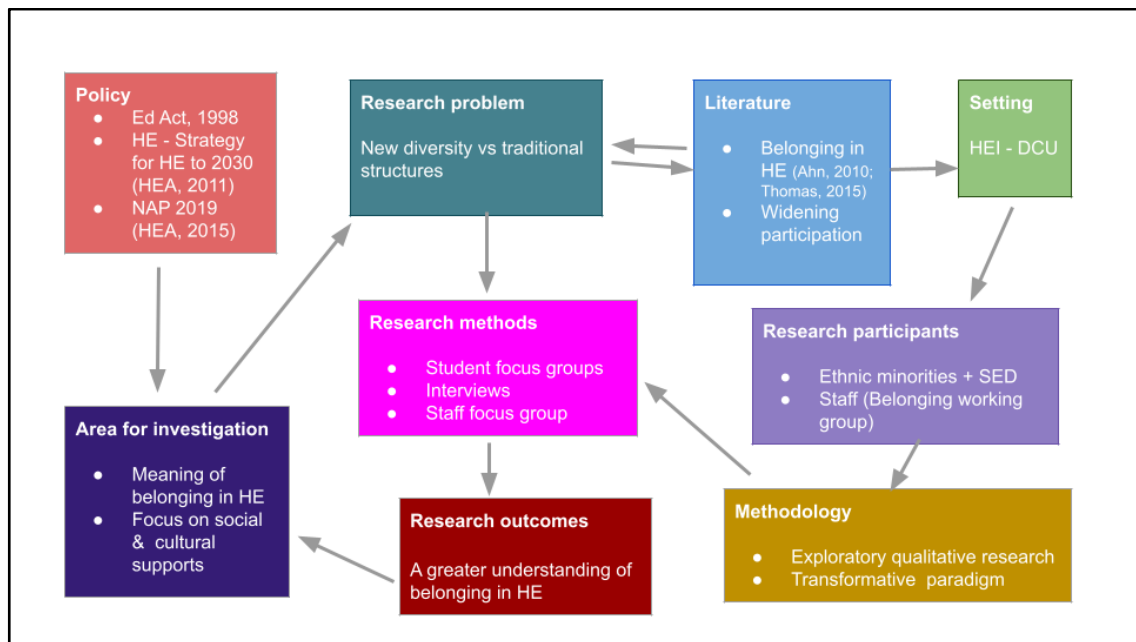 Policy
● Ed Act, 1998
● HE - Strategy
for HE to 2030
(HEA, 2011)
● NAP 2019
(HEA, 2015)
Research problem
New diversity vs traditional
structures
Literature
● Belonging in
HE (Ahn, 2010;
Thomas, 2015)
● Widening
participation
Setting
HEI - DCU
Research methods
● Student focus groups
● Interviews
● Staff focus group
Research participants
● Ethnic minorities + SED
● Staff (Belonging working
group)
Area for investigation
● Meaning of
belonging in HE
● Focus on social
& cultural
supports
Research outcomes
A greater understanding of
belonging in HE
Methodology
● Exploratory qualitative research
● Transformative paradigm